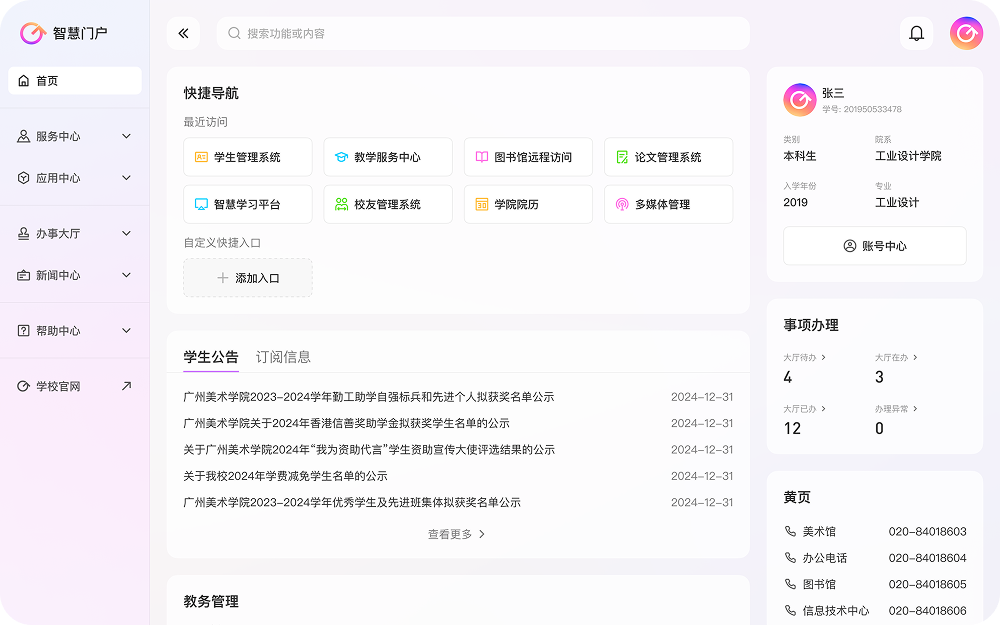 智慧门户
首页
服务中心
应用中心
办事大厅
新闻中心
帮助中心
学校官网
搜索功能或内容
快捷导航
最近访问
学生管理系统
教学服务中心
图书馆远程访问
论文管理系统
智慧学习平台
校友管理系统
学院院历
多媒体管理
自定义快捷入口
添加入口
学生公告 订阅信息
广州美术学院2023-2024学年勤工助学自强标兵和先进个人拟获奖名单公示 2024-12-31
广州美术学院关于2024年香港信善奖助学金拟获奖学生名单的公示 2024-12-31
关于广州美术学院2024年“我为资助代言”学生资助宣传大使评选结果的公示 2024-12-31
关于我校2024年学费减免学生名单的公示 2024-12-31
广州美术学院2023-2024学年优秀学生及先进班集体拟获奖名单公示 2024-12-31
查看更多
教务管理
张三
学号: 201950533478
类别 院系
本科生 工业设计学院
入学年份 专业
2019 工业设计
账号中心
事项办理
大厅待办 大厅在办
4 3
大厅已办 办理异常
12 0
黄页
美术馆 020-84018603
办公电话 020-84018604
图书馆 020-84018605
信息技术中心 020-84018606